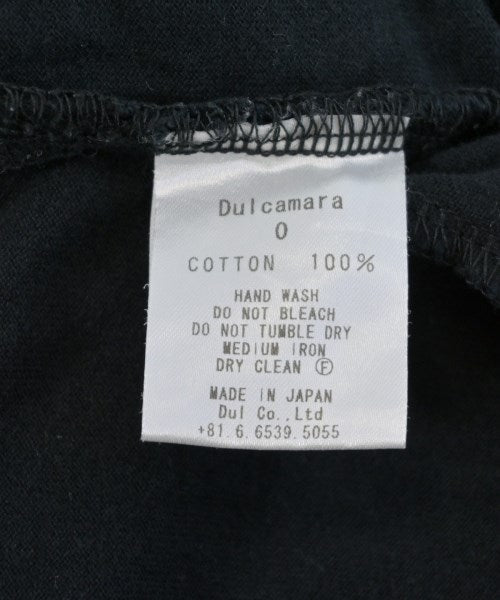 Dulcamara
0
COTTON 100%
HAND WASH
DO NOT BLEACH
DO NOT TUMBLE DRY
MEDIUM IRON
DRY CLEAN Ⓕ
MADE IN JAPAN
Dul Co.,Ltd
+81.6.6539.5055